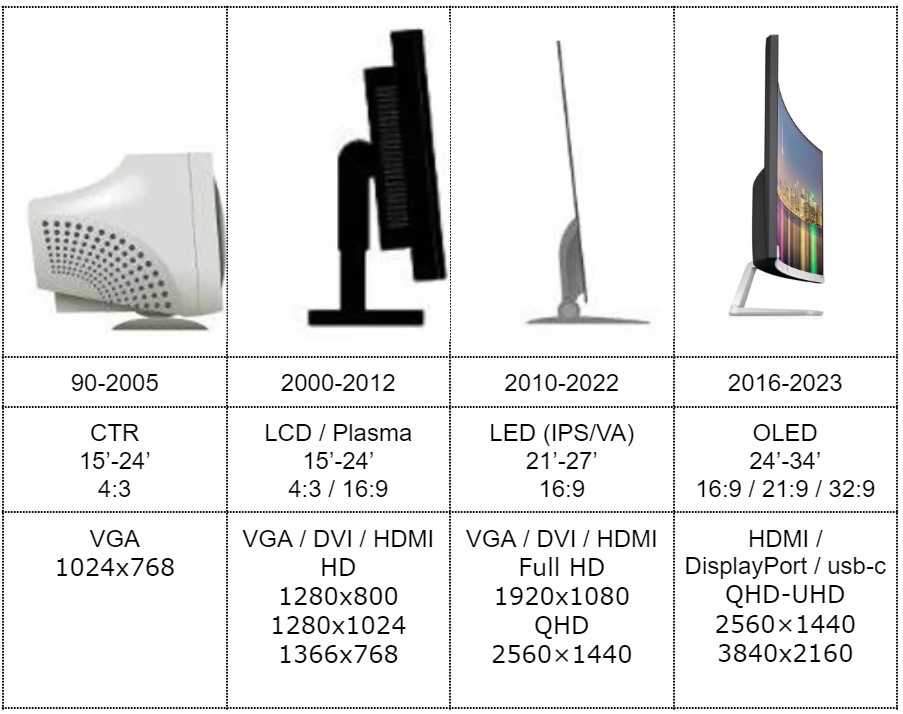 90-2005
2000-2012
2010-2022
2016-2023
CTR
15’-24’
4:3
LCD / Plasma
15’-24’
4:3 / 16:9
LED (IPS/VA)
21’-27’
16:9
OLED
24’-34’
16:9 / 21:9 / 32:9
VGA
1024x768
VGA / DVI / HDMI
HD
1280x800
1280x1024
1366x768
VGA / DVI / HDMI
Full HD
1920x1080
QHD
2560×1440
HDMI /
DisplayPort / usb-c
QHD-UHD
2560×1440
3840x2160